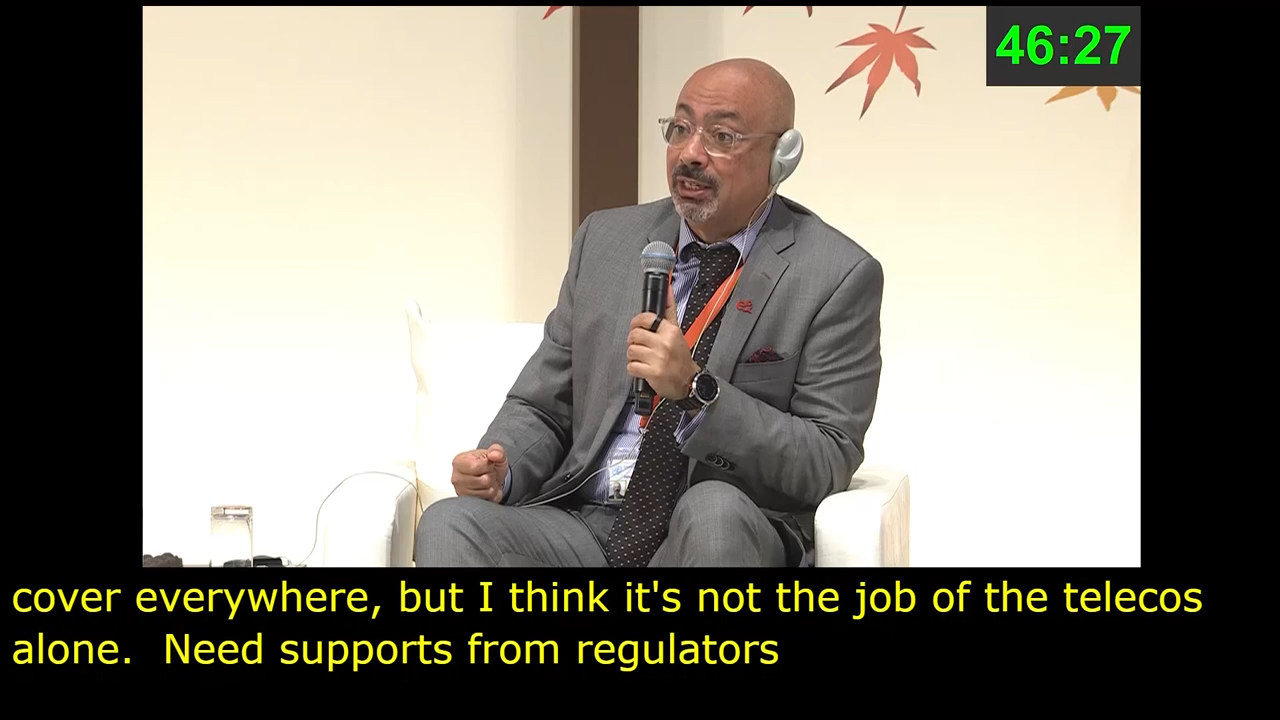 46:27
cover everywhere, but I think it's not the job of the telecos
alone.  Need supports from regulators